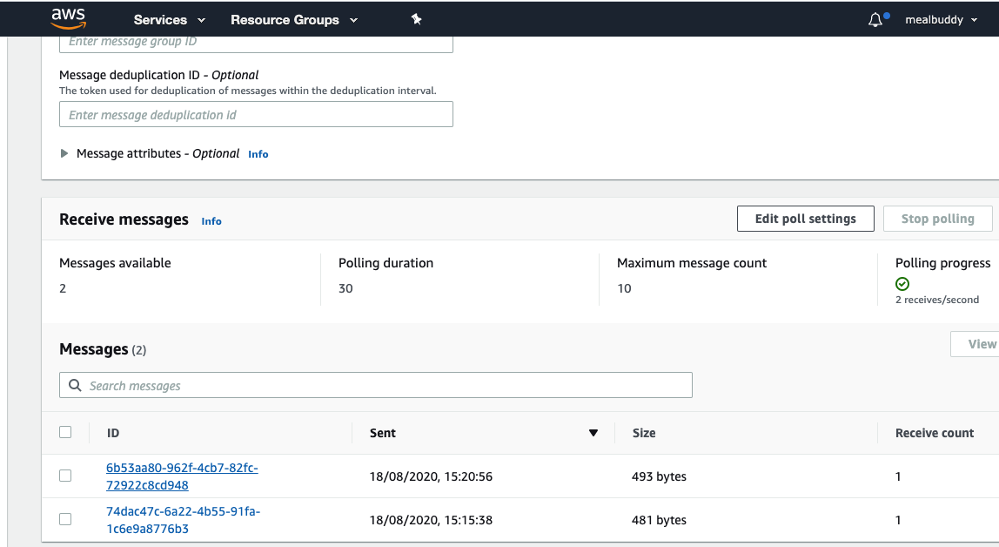 aws Services Resource Groups mealbuddy
Enter message group ID
Message deduplication ID - Optional
The token used for deduplication of messages within the deduplication interval.
Enter message deduplication id
Message attributes - Optional Info
Receive messages Info Edit poll settings Stop polling
Messages available Polling duration Maximum message count Polling progress
2 30 10
2 receives/second
Messages (2) View
Search messages
ID Sent Size Receive count
6b53aa80-962f-4cb7-82fc-
72922c8cd948
18/08/2020, 15:20:56 493 bytes 1
74dac47c-6a22-4b55-91fa-
1c6e9a8776b3
18/08/2020, 15:15:38 481 bytes 1